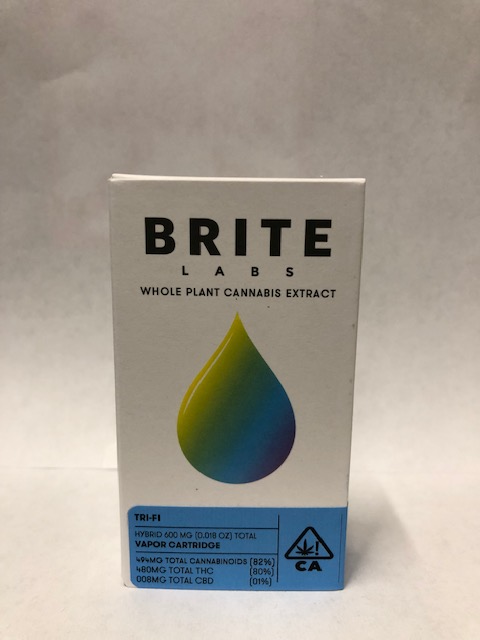 BRITE
LABS
WHOLE PLANT CANNABIS EXTRACT
TRI-FI
HYBRID 600 MG (0.018 OZ) TOTAL
VAPOR CARTRIDGE
494MG TOTAL CANNABINOIDS (82%)
480MG TOTAL THC (80%)
008MG TOTAL CBD (01%)
!
CA